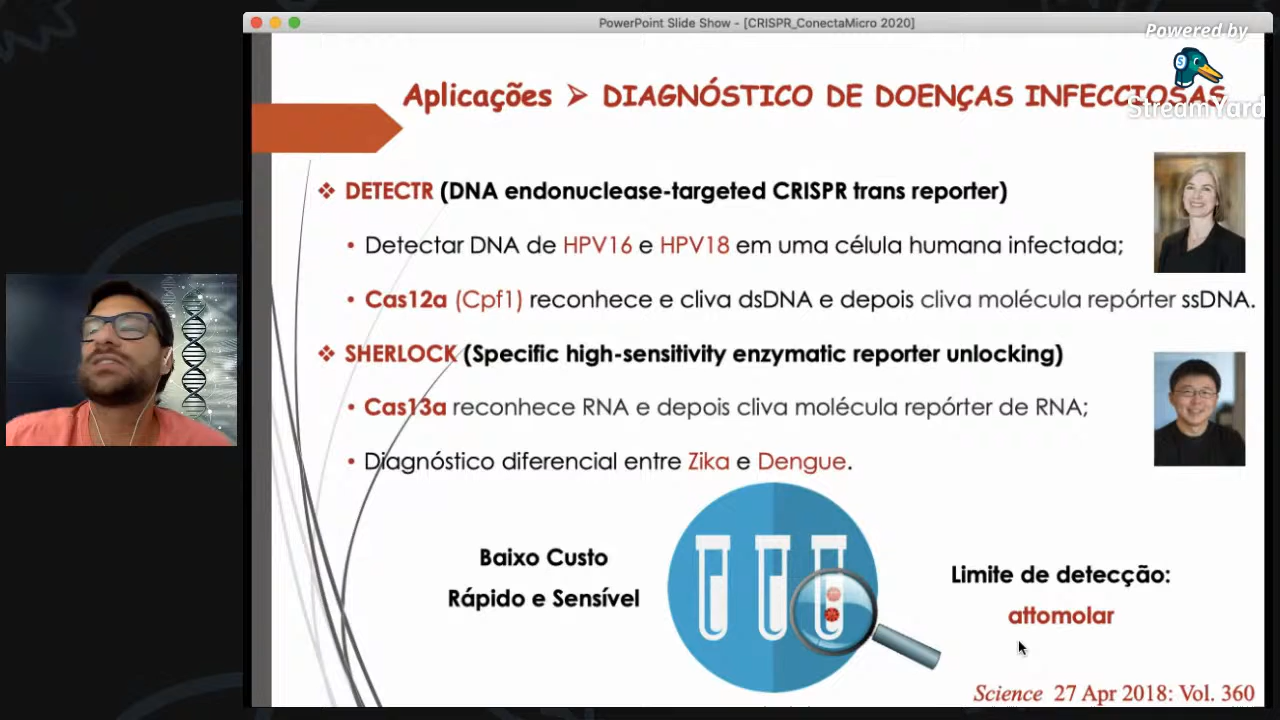 PowerPoint Slide Show - [CRISPR_ConectaMicro 2020]
Powered by
StreamYard
Aplicações ➢ DIAGNÓSTICO DE DOENÇAS INFECCIOSAS
❖ DETECTR (DNA endonuclease-targeted CRISPR trans reporter)
• Detectar DNA de HPV16 e HPV18 em uma célula humana infectada;
• Cas12a (Cpf1) reconhece e cliva dsDNA e depois cliva molécula repórter ssDNA.
❖ SHERLOCK (Specific high-sensitivity enzymatic reporter unlocking)
• Cas13a reconhece RNA e depois cliva molécula repórter de RNA;
• Diagnóstico diferencial entre Zika e Dengue.
Baixo Custo
Rápido e Sensível
Limite de detecção:
attomolar
Science 27 Apr 2018: Vol. 360